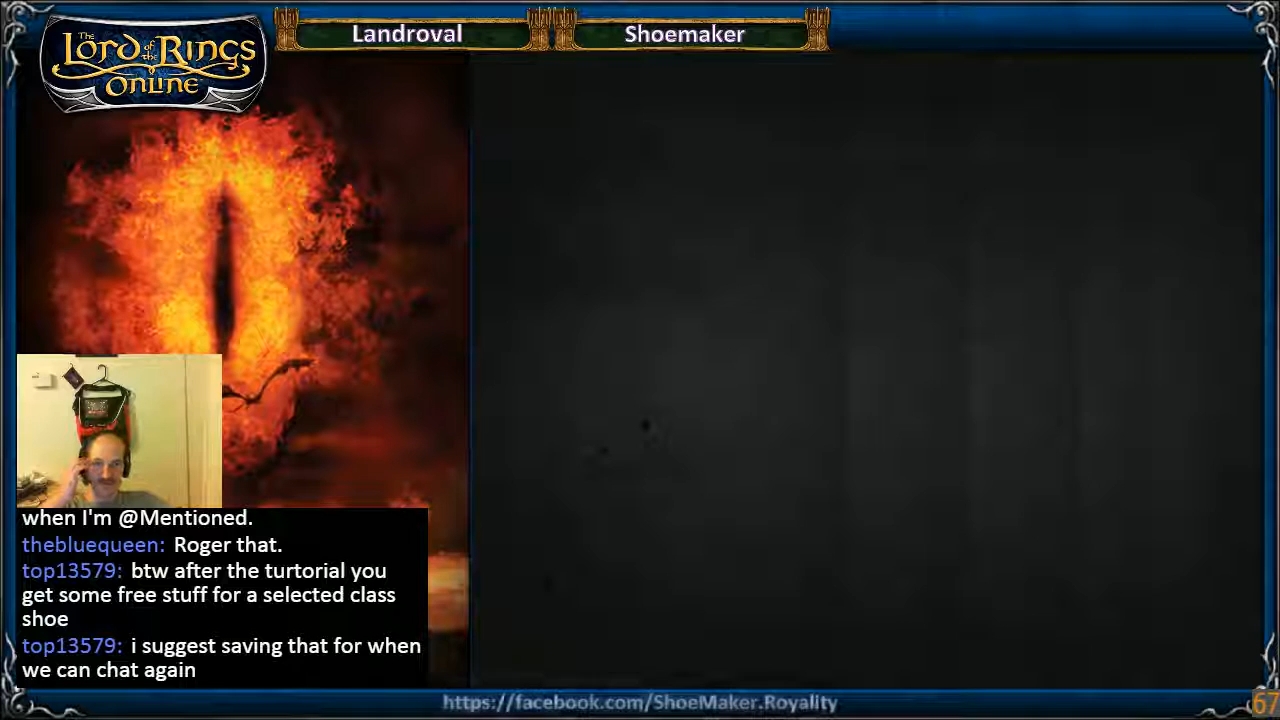 The
Lord of the Rings
Online
Landroval
Shoemaker
when I'm @Mentioned.
thebluequeen: Roger that.
top13579: btw after the turtorial you
get some free stuff for a selected class
shoe
top13579: i suggest saving that for when
we can chat again
https://facebook.com/ShoeMaker.Royality
67